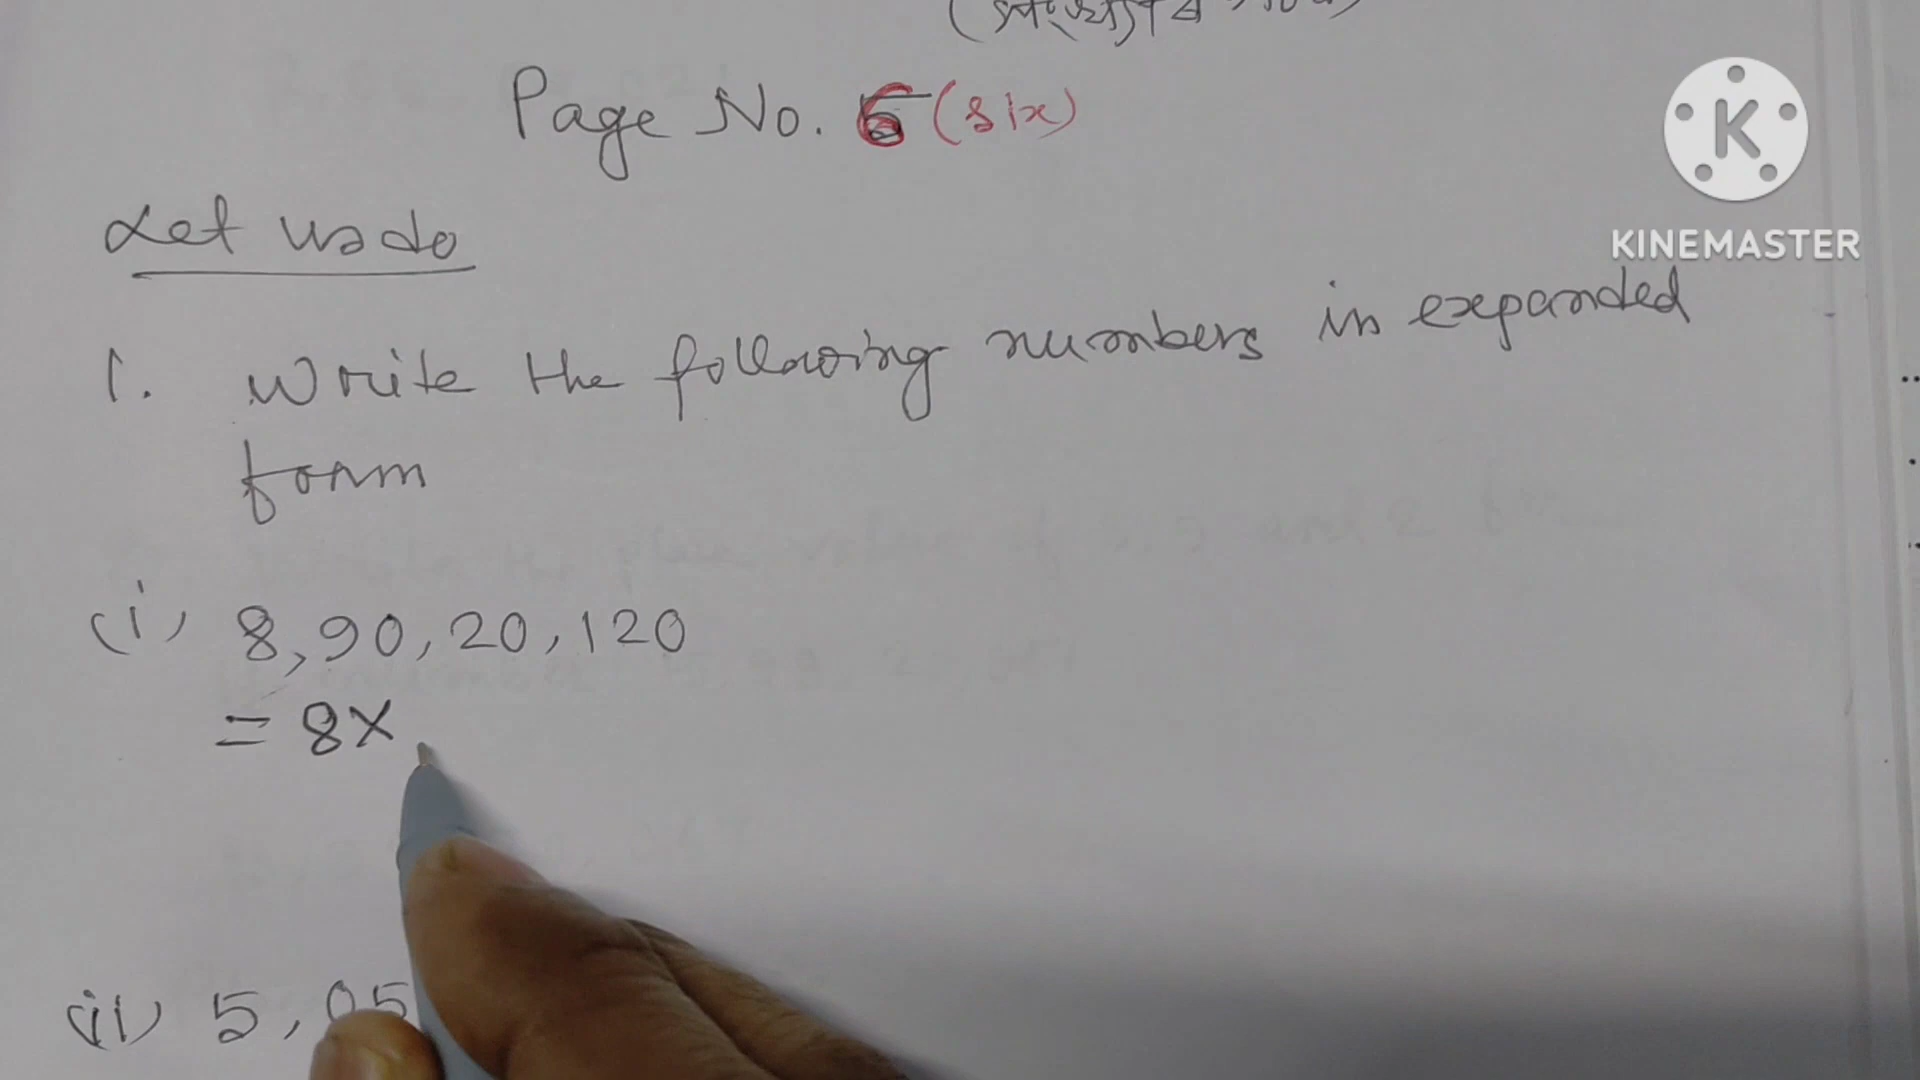 Page No. 6 (six)
KINEMASTER
Let us do
1. Write the following numbers in expanded
form
(i) 8,90,20,120
= 8×
(ii) 5,05